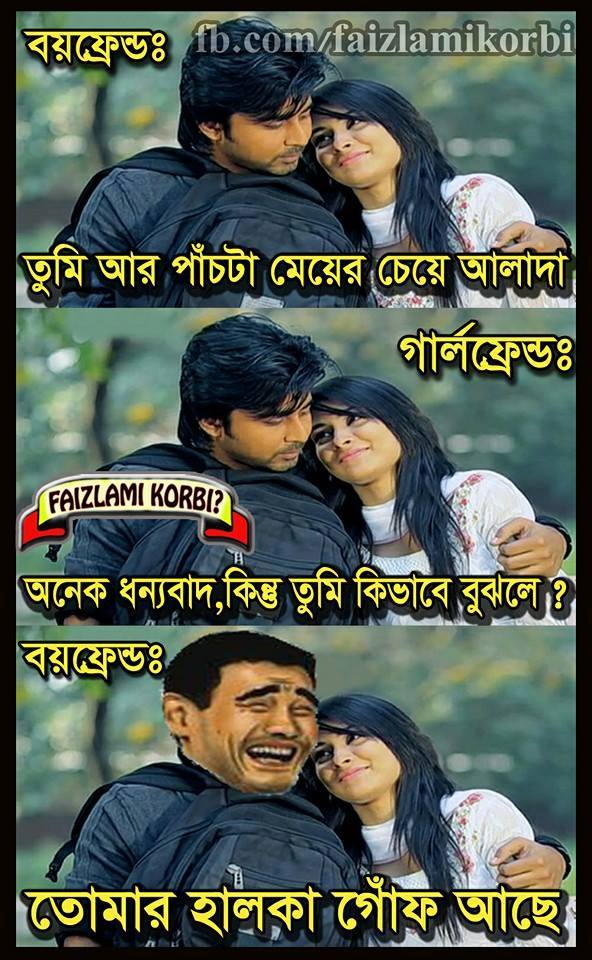 বয়ফ্রেন্ডঃ fb.com/faizlamikorbi
তুমি আর পাঁচটা মেয়ের চেয়ে আলাদা
গার্লফ্রেন্ডঃ
FAIZLAMI KORBI?
অনেক ধন্যবাদ,কিন্তু তুমি কিভাবে বুঝলে ?
বয়ফ্রেন্ডঃ
তোমার হালকা গোঁফ আছে